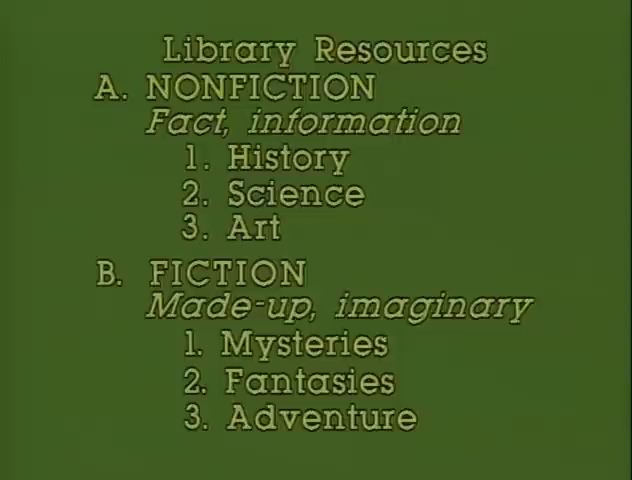 Library Resources
A. NONFICTION
Fact, information
1. History
2. Science
3. Art
B. FICTION
Made-up, imaginary
1. Mysteries
2. Fantasies
3. Adventure